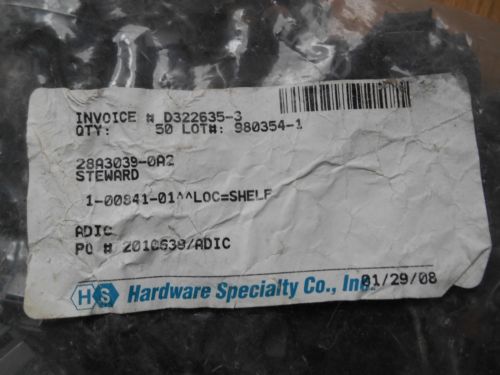 INVOICE # D322635-3
QTY: 50 LOT#: 980354-1
28A3039-0A2
STEWARD
1-00841-01^^LOC=SHELF
ADIC
PO # 2010639/ADIC
HS Hardware Specialty Co., Inc. 01/29/08